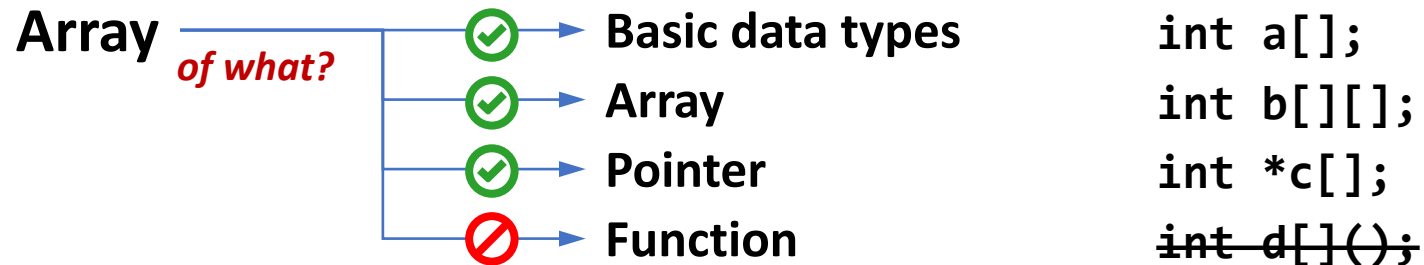 Array
of what?
Basic data types int a[];
Array int b[][];
Pointer int *c[];
Function int d[]();